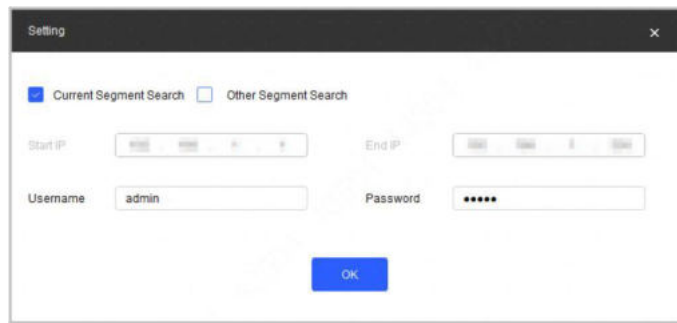 Setting
Current Segment Search Other Segment Search
Start IP End IP
Username admin Password •••••
OK